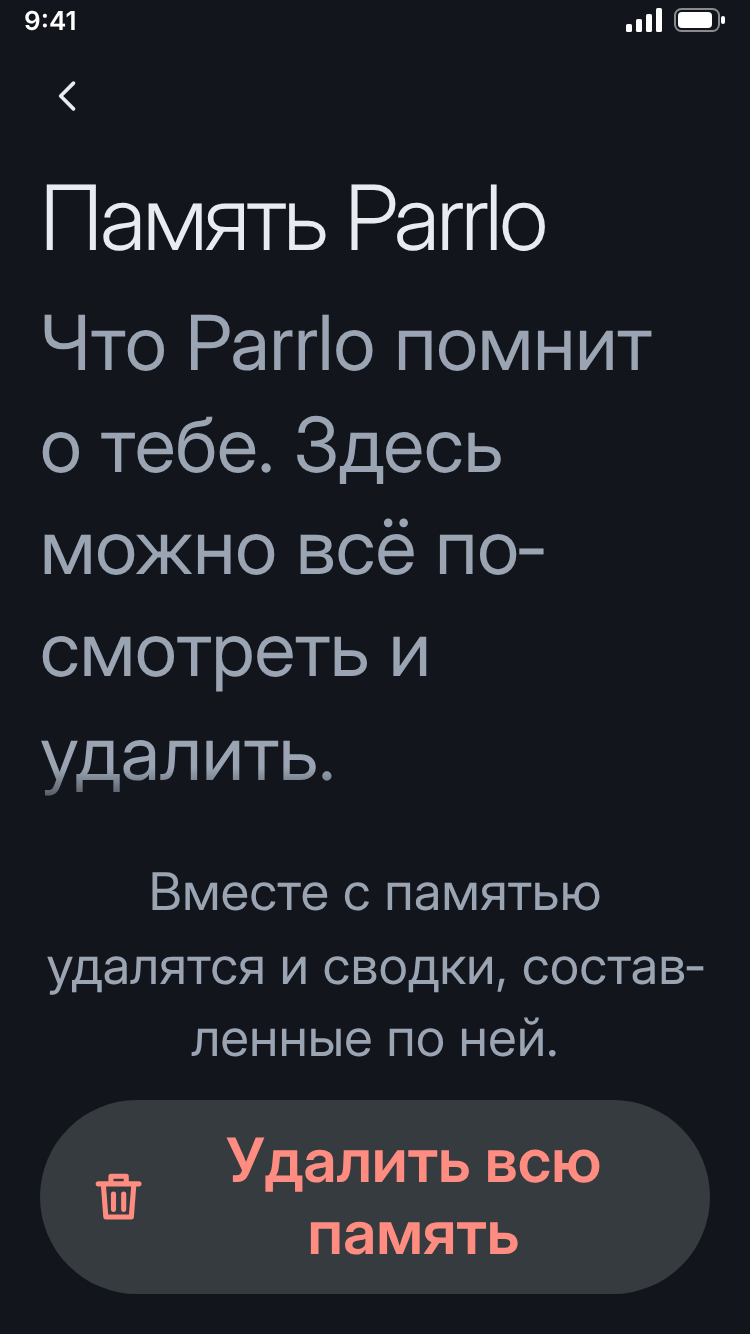 9:41
Память Parrlo
Что Parrlo помнит
о тебе. Здесь
можно всё по-
смотреть и
удалить.
Вместе с памятью
удалятся и сводки, состав-
ленные по ней.
Удалить всю
память